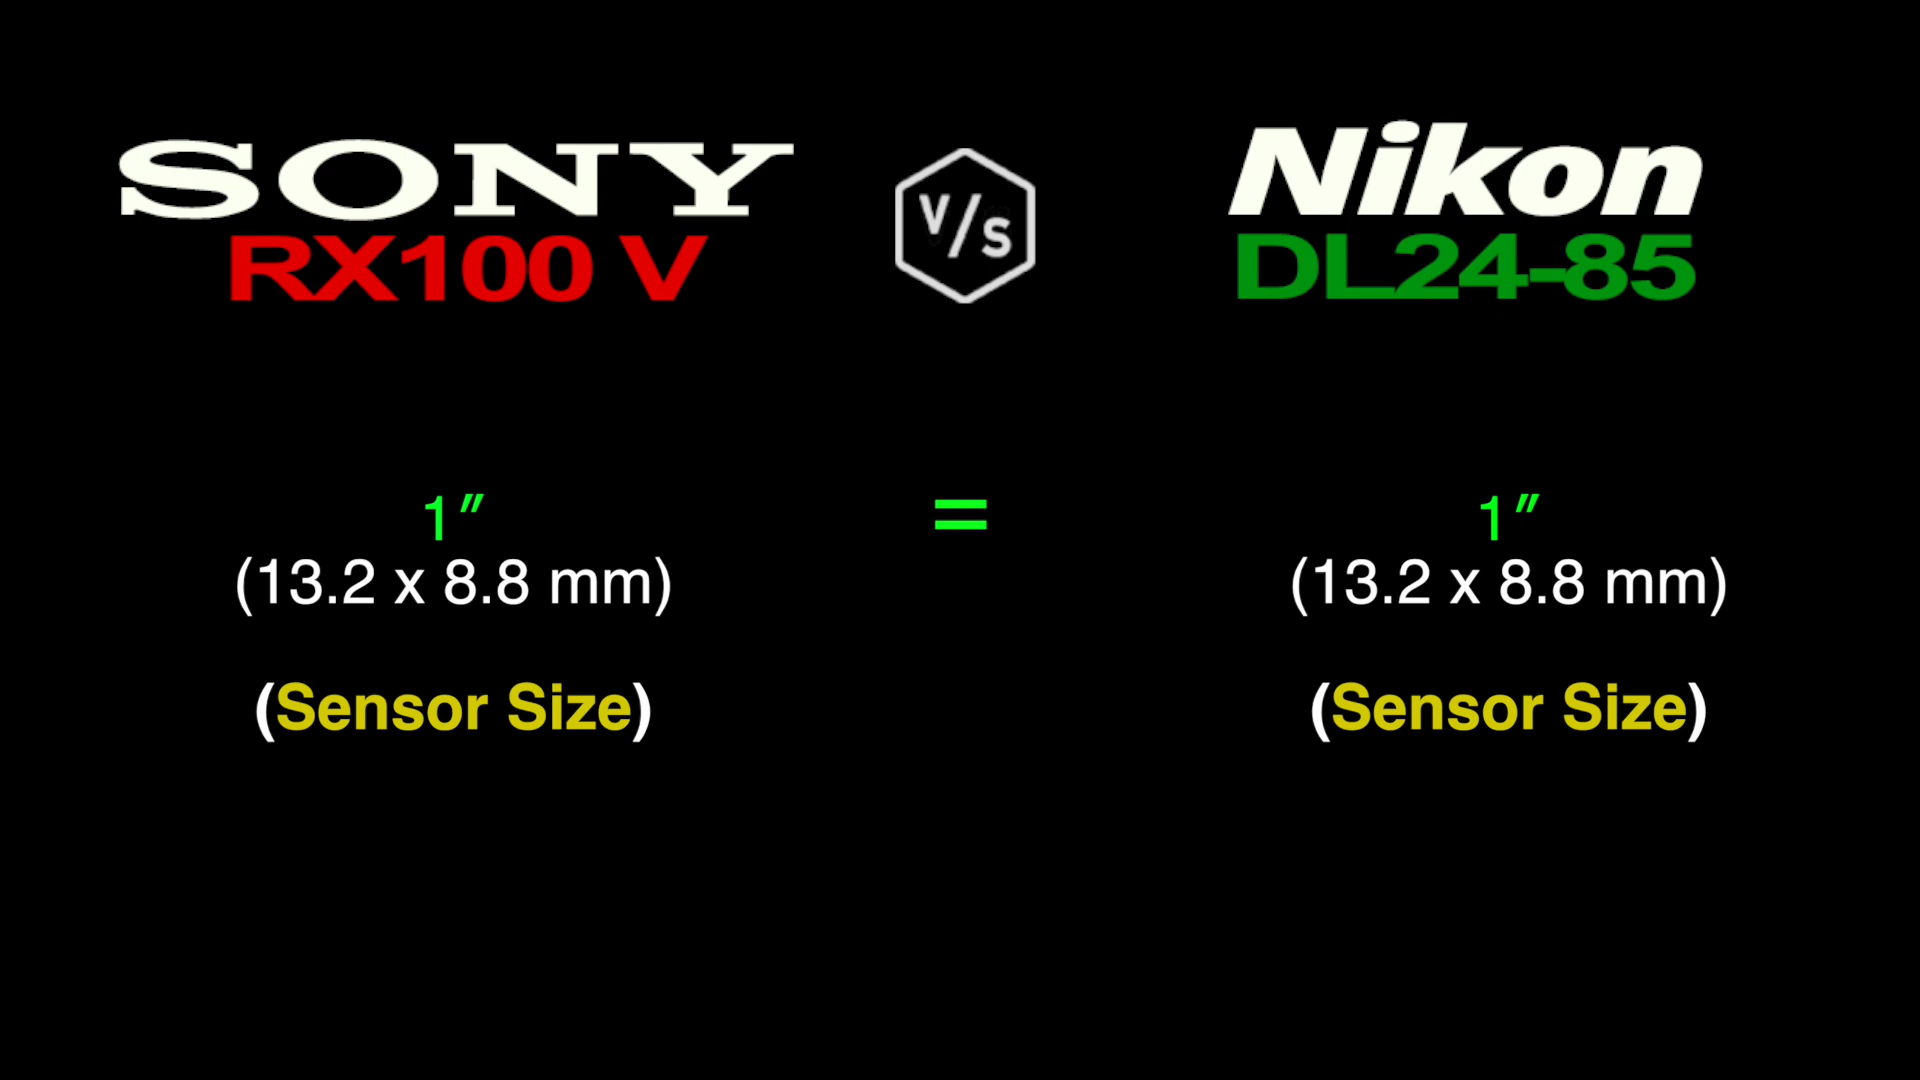 SONY
RX100 V
V/S
Nikon
DL24-85
1″
(13.2 x 8.8 mm)
(Sensor Size)
=
1″
(13.2 x 8.8 mm)
(Sensor Size)